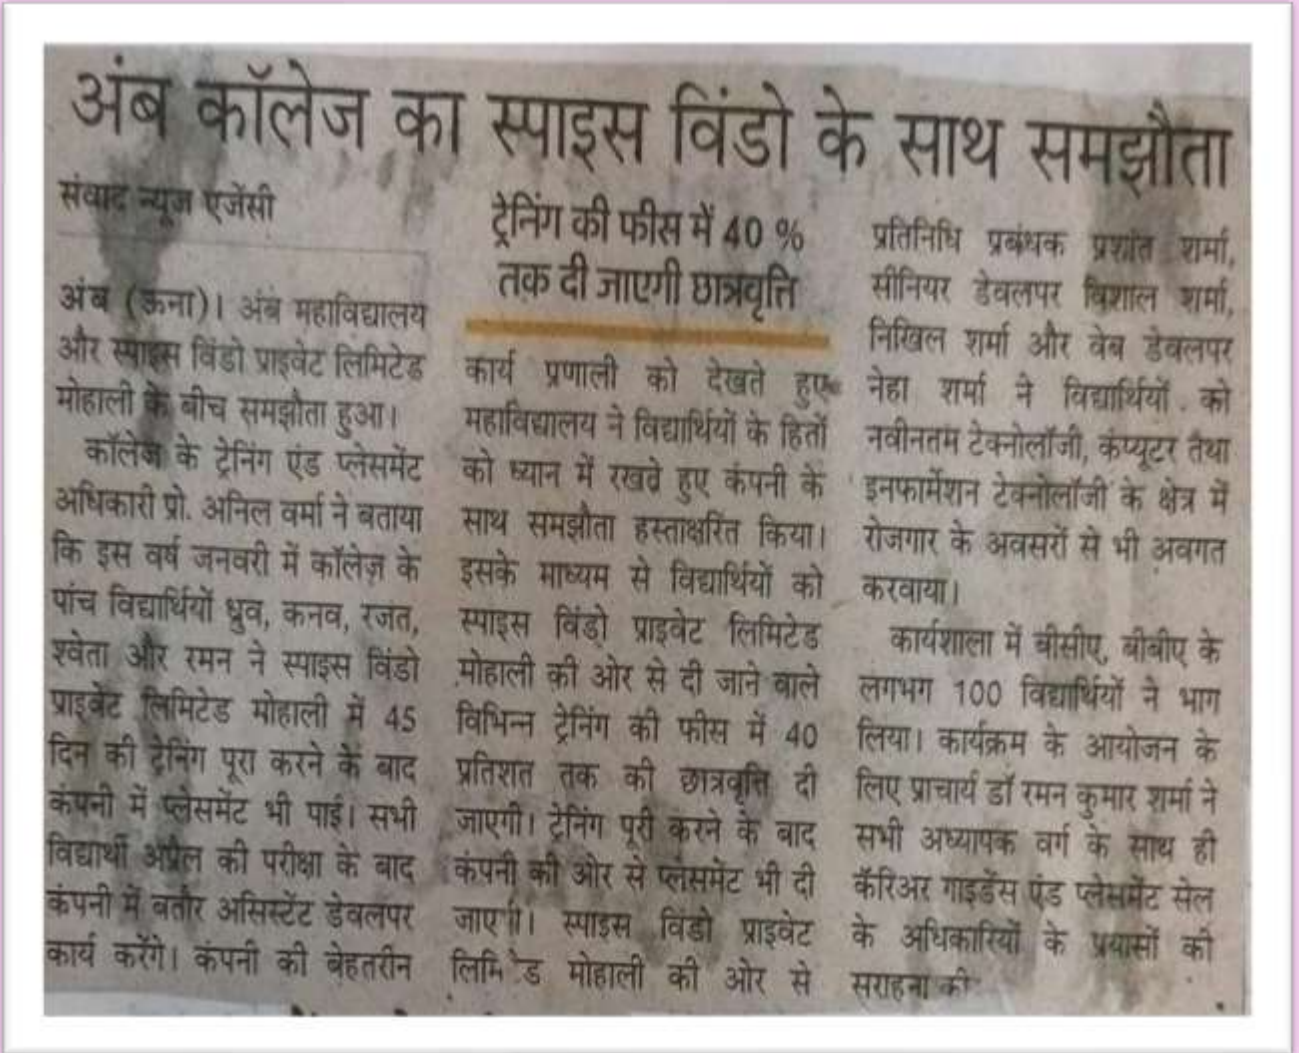 अंब कॉलेज का स्पाइस विंडो के साथ समझौता
संवाद न्यूज एजेंसी
अंब (ऊना)। अंब महाविद्यालय
और स्पाइस विंडो प्राइवेट लिमिटेड
मोहाली के बीच समझौता हुआ।
कॉलेज के ट्रेनिंग एंड प्लेसमेंट
अधिकारी प्रो. अनिल वर्मा ने बताया
कि इस वर्ष जनवरी में कॉलेज के
पांच विद्यार्थियों ध्रुव, कनव, रजत,
श्वेता और रमन ने स्पाइस विंडो
प्राइवेट लिमिटेड मोहाली में 45
दिन की ट्रेनिंग पूरा करने के बाद
कंपनी में प्लेसमेंट भी पाई। सभी
विद्यार्थी अप्रैल की परीक्षा के बाद
कंपनी में बतौर असिस्टेंट डेवलपर
कार्य करेंगे। कंपनी की बेहतरीन
ट्रेनिंग की फीस में 40 %
तक दी जाएगी छात्रवृत्ति
कार्य प्रणाली को देखते हुए
महाविद्यालय ने विद्यार्थियों के हितों
को ध्यान में रखते हुए कंपनी के
साथ समझौता हस्ताक्षरित किया।
इसके माध्यम से विद्यार्थियों को
स्पाइस विंडो प्राइवेट लिमिटेड
मोहाली की ओर से दी जाने वाले
विभिन्न ट्रेनिंग की फीस में 40
प्रतिशत तक की छात्रवृत्ति दी
जाएगी। ट्रेनिंग पूरी करने के बाद
कंपनी की ओर से प्लेसमेंट भी दी
जाएगी। स्पाइस विंडो प्राइवेट
लिमिटेड मोहाली की ओर से
प्रतिनिधि प्रबंधक प्रशांत शर्मा,
सीनियर डेवलपर विशाल शर्मा,
निखिल शर्मा और वेब डेवलपर
नेहा शर्मा ने विद्यार्थियों को
नवीनतम टेक्नोलॉजी, कंप्यूटर तथा
इनफार्मेशन टेक्नोलॉजी के क्षेत्र में
रोजगार के अवसरों से भी अवगत
करवाया।
कार्यशाला में बीसीए, बीबीए के
लगभग 100 विद्यार्थियों ने भाग
लिया। कार्यक्रम के आयोजन के
लिए प्राचार्य डॉ रमन कुमार शर्मा ने
सभी अध्यापक वर्ग के साथ ही
कॅरिअर गाइडेंस एंड प्लेसमेंट सेल
के अधिकारियों के प्रयासों की
सराहना की